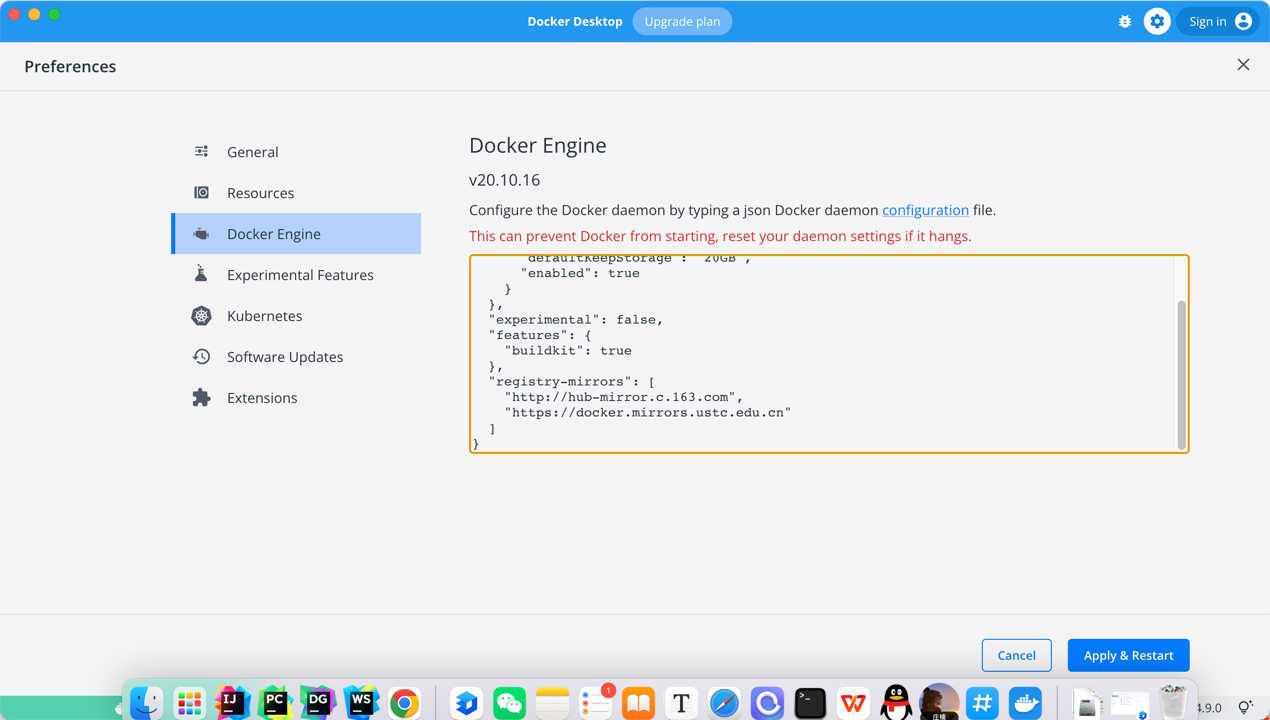 Docker Desktop
Upgrade plan
Sign in
Preferences
General
Resources
Docker Engine
Experimental Features
Kubernetes
Software Updates
Extensions
Docker Engine
v20.10.16
Configure the Docker daemon by typing a json Docker daemon configuration file.
This can prevent Docker from starting, reset your daemon settings if it hangs.
"defaultKeepStorage": "20GB",
"enabled": true
}
},
"experimental": false,
"features": {
"buildkit": true
},
"registry-mirrors": [
"http://hub-mirror.c.163.com",
"https://docker.mirrors.ustc.edu.cn"
]
}
Cancel
Apply & Restart
IJ
PC
DG
WS
1
T
>_
W
#
4.9.0